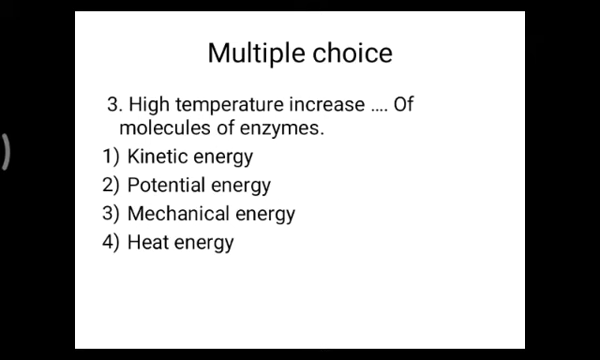 Multiple choice
3. High temperature increase .... Of
molecules of enzymes.
1) Kinetic energy
2) Potential energy
3) Mechanical energy
4) Heat energy